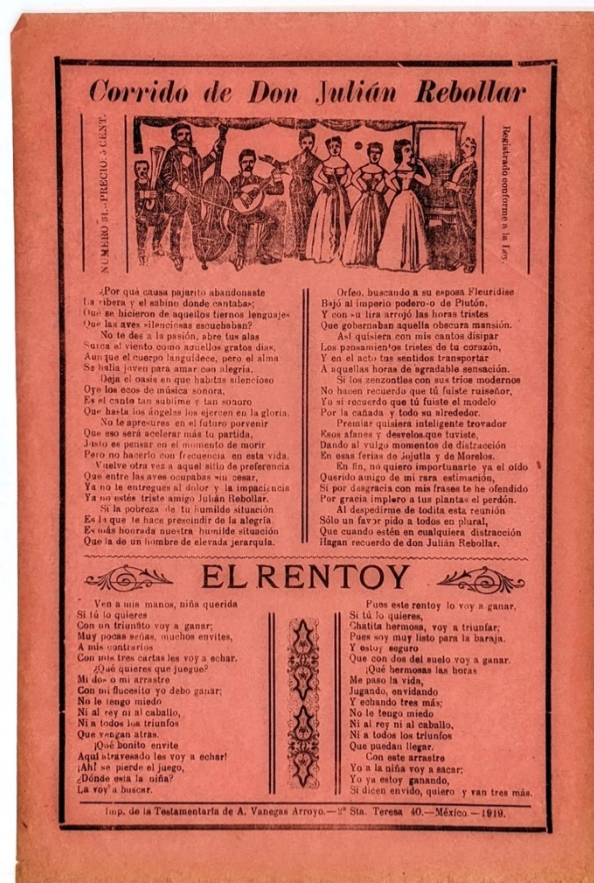 Corrido de Don Julián Rebollar
NUMERO 31.—PRECIO: 5 CENT.
Registrado conforme a la Ley.
¿Por qué causa pajarito abandonaste
La ribera y el sabino donde cantabas;
Qué se hicieron de aquellos tiernos lenguajes
Que las aves silenciosas escuchaban?
No te des a la pasión, abre tus alas
Surca el viento como aquellos gratos días,
Aunque el cuerpo languidece, pero el alma
Se halla joven para amar con alegría.
Deja el oasis en que habitas silencioso
Oye los ecos de música sonora,
Es el canto tan sublime y tan sonoro
Que hasta los ángeles los ejercen en la gloria.
No te apresures en el futuro porvenir
Que eso será acelerar más tu partida,
Justo es pensar en el momento de morir
Pero no hacerlo con frecuencia en esta vida.
Vuelve otra vez a aquel sitio de preferencia
Que entre las aves ocupabas sin cesar,
Ya no te entregues al dolor y la impaciencia
Ya no estés triste amigo Julián Rebollar.
Si la pobreza de tu humilde situación
Es la que te hace prescindir de la alegría.
Es más honrada nuestra humilde situación
Que la de un hombre de elevada jerarquía.
Orfeo, buscando a su esposa Fleuridise
Bajó al imperio podero-o de Plutón,
Y con su lira arrojó las horas tristes
Que gobernaban aquella obscura mansión.
Así quisiera con mis cantos disipar
Los pensamientos tristes de tu corazón,
Y en el acto tus sentidos transportar
A aquellas horas de agradable sensación.
Si los zenzontles con sus tríos modernos
No hacen recuerdo que tú fuiste ruiseñor,
Yo si recuerdo que tú fuiste el modelo
Por la cañada y todo su alrededor.
Premiar quisiera inteligente trovador
Esos afanes y desvelos que tuviste,
Dando al vulgo momentos de distracción
En esas ferias de Jojutla y de Morelos.
En fin, no quiero importunarte ya el oído
Querido amigo de mi rara estimación,
Si por desgracia con mis frases te he ofendido
Por gracia imploro a tus plantas el perdón.
Al despedirme de todita esta reunión
Sólo un favor pido a todos en plural,
Que cuando estén en cualquiera distracción
Hagan recuerdo de don Julián Rebollar.
EL RENTOY
Ven a mis manos, niña querida
Si tú lo quieres
Con un triunfito voy a ganar;
Muy pocas señas, muchos envites,
A mis contrarios
Con mis tres cartas les voy a echar.
¿Qué quieres que juegue?
Mi dos o mi arrastre
Con mi flucesito yo debo ganar;
No le tengo miedo
Ni al rey ni al caballo,
Ni a todos los triunfos
Que vengan atras.
¡Qué bonito envite
Aquí atravesado les voy a echar!
¡Ah! se pierde el juego,
¿Dónde está la niña?
La voy a buscar.
Pues este rentoy lo voy a ganar,
Si tú lo quieres,
Chatita hermosa, voy a triunfar;
Pues soy muy listo para la baraja.
Y estoy seguro
Que con dos del suelo voy a ganar.
¡Qué hermosas las horas
Me paso la vida,
Jugando, envidando
Y echando tres más;
No le tengo miedo
Ni al rey ni al caballo,
Ni a todos los triunfos
Que puedan llegar.
Con este arrastre
Yo a la niña voy a sacar;
Yo ya estoy ganando,
Si dicen envido, quiero y van tres más.
Imp. de la Testamentaría de A. Vanegas Arroyo.—2ª Sta. Teresa 40.—México.—1919.